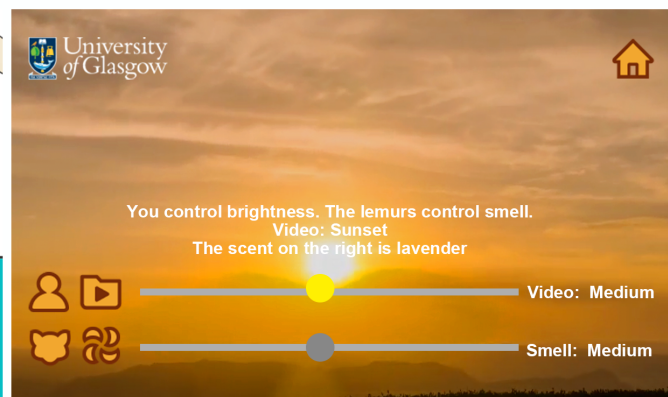 University
of Glasgow
You control brightness. The lemurs control smell.
Video: Sunset
The scent on the right is lavender
Video: Medium
Smell: Medium